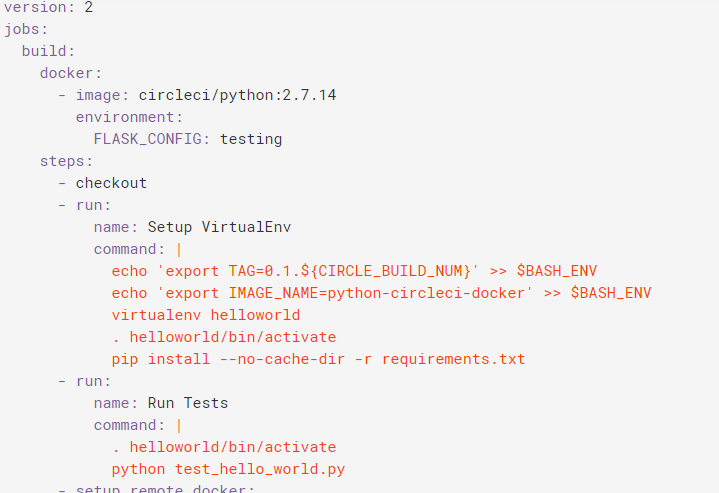 version: 2
jobs:
  build:
    docker:
      - image: circleci/python:2.7.14
        environment:
          FLASK_CONFIG: testing
    steps:
      - checkout
      - run:
          name: Setup VirtualEnv
          command: |
            echo 'export TAG=0.1.${CIRCLE_BUILD_NUM}' >> $BASH_ENV
            echo 'export IMAGE_NAME=python-circleci-docker' >> $BASH_ENV
            virtualenv helloworld
            . helloworld/bin/activate
            pip install --no-cache-dir -r requirements.txt
      - run:
          name: Run Tests
          command: |
            . helloworld/bin/activate
            python test_hello_world.py
      - setup_remote_docker: